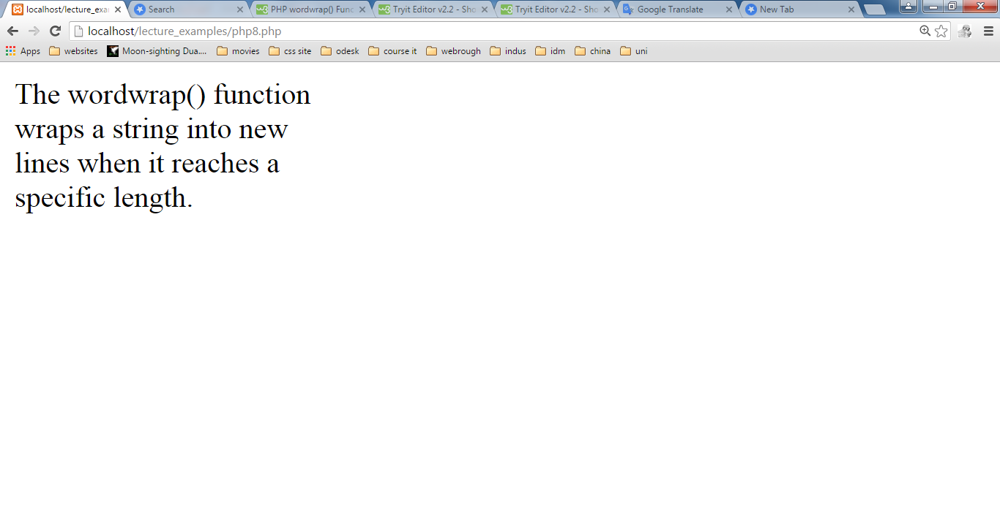 localhost/lecture_exa
Search
PHP wordwrap() Func
Tryit Editor v2.2 - Sho
Tryit Editor v2.2 - Sho
Google Translate
New Tab
localhost/lecture_examples/php8.php
Apps
websites
Moon-sighting Dua....
movies
css site
odesk
course it
webrough
indus
idm
china
uni
The wordwrap() function
wraps a string into new
lines when it reaches a
specific length.